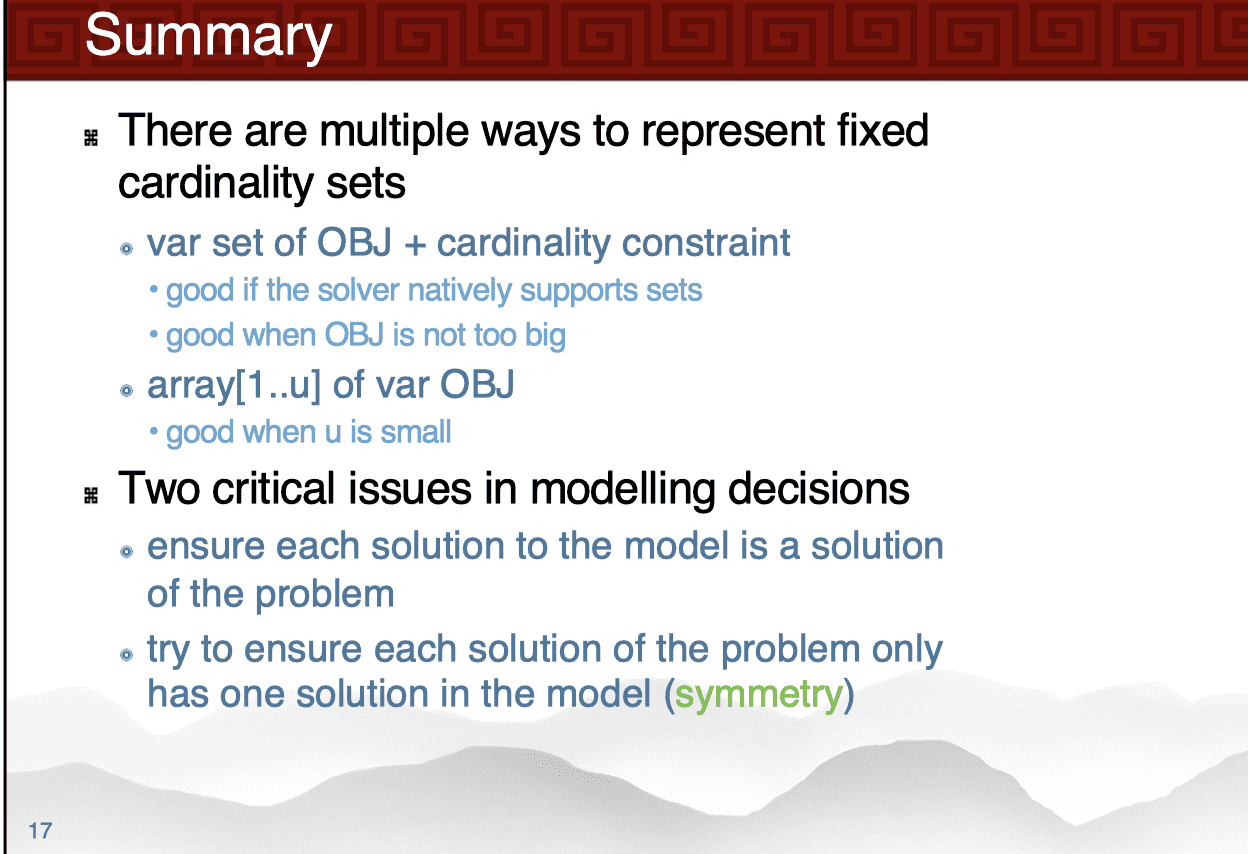 Summary
There are multiple ways to represent fixed
cardinality sets
var set of OBJ + cardinality constraint
• good if the solver natively supports sets
• good when OBJ is not too big
array[1..u] of var OBJ
• good when u is small
Two critical issues in modelling decisions
ensure each solution to the model is a solution
of the problem
try to ensure each solution of the problem only
has one solution in the model (symmetry)
17